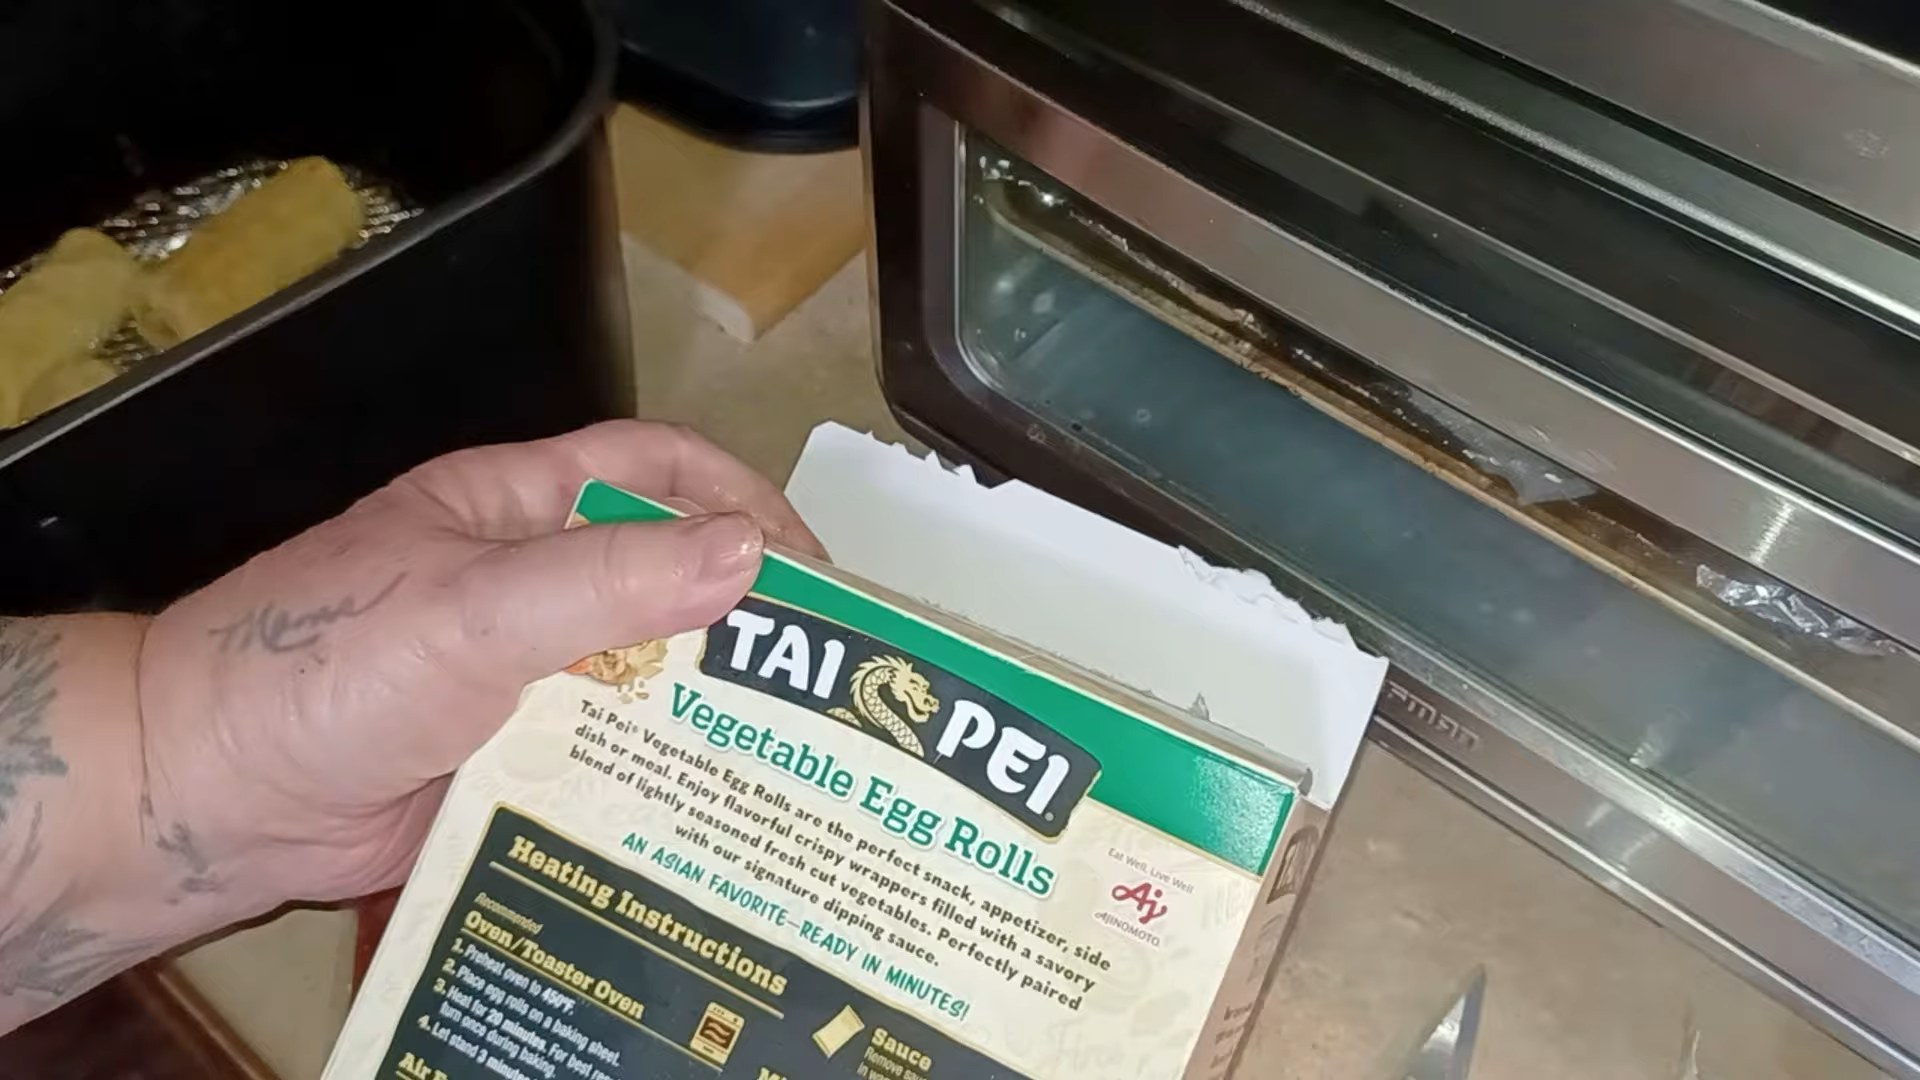 TAI PEI®
Vegetable Egg Rolls
Tai Pei® Vegetable Egg Rolls are the perfect snack, appetizer, side
dish or meal. Enjoy flavorful crispy wrappers filled with a savory
blend of lightly seasoned fresh cut vegetables. Perfectly paired
with our signature dipping sauce.
AN ASIAN FAVORITE—READY IN MINUTES!
Eat Well, Live Well
Aj
AJINOMOTO
Heating Instructions
Recommended
Oven/Toaster Oven
1. Preheat oven to 450°F.
2. Place egg rolls on a baking sheet.
3. Heat for 20 minutes. For best
turn once during baking.
4. Let stand 3 minutes
Air
Sauce
Remove